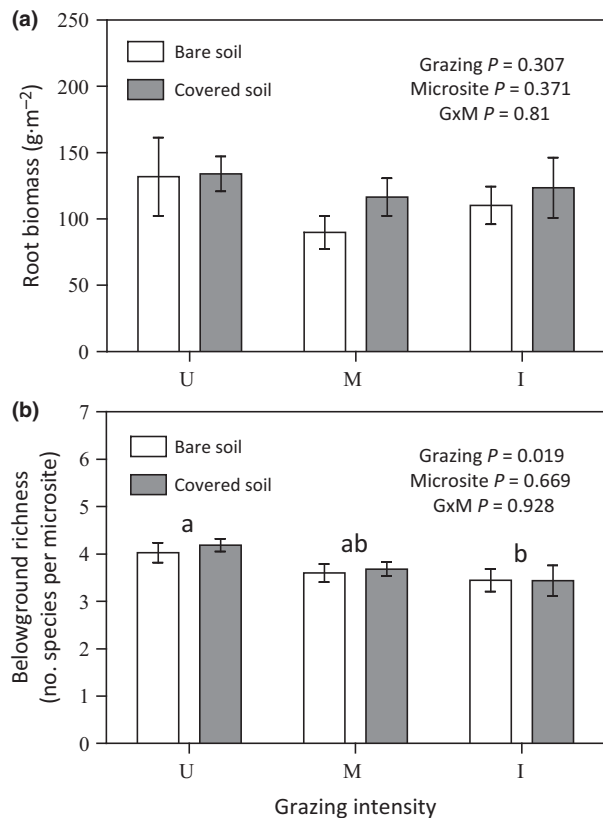 (a)
Bare soil
Covered soil
Grazing P = 0.307
Microsite P = 0.371
GxM P = 0.81
Root biomass (g·m−2)
250
200
150
100
50
0
U M I
(b)
Bare soil
Covered soil
Grazing P = 0.019
Microsite P = 0.669
GxM P = 0.928
Belowground richness
(no. species per microsite)
7
6
5
4
3
2
1
0
a ab b
U M I
Grazing intensity